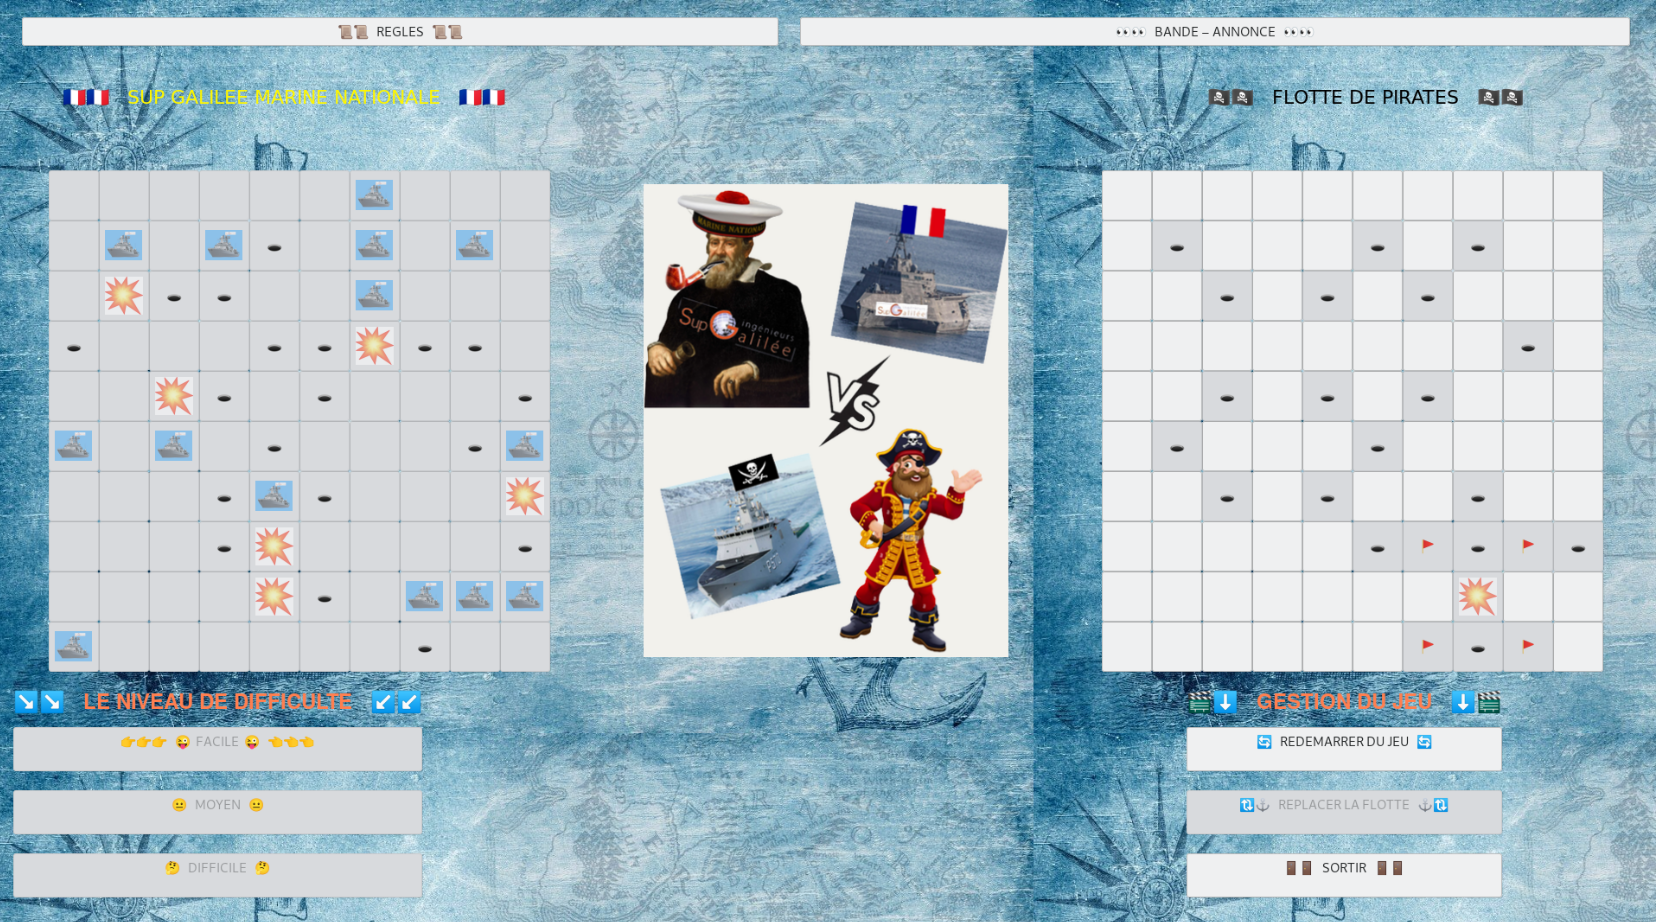 REGLES
BANDE – ANNONCE
SUP GALILEE MARINE NATIONALE
FLOTTE DE PIRATES
MARINE NATIONALE
Sup Galilée
ingénieurs
SupGalilée
VS
LE NIVEAU DE DIFFICULTE
GESTION DU JEU
FACILE
REDEMARRER DU JEU
MOYEN
REPLACER LA FLOTTE
DIFFICILE
SORTIR